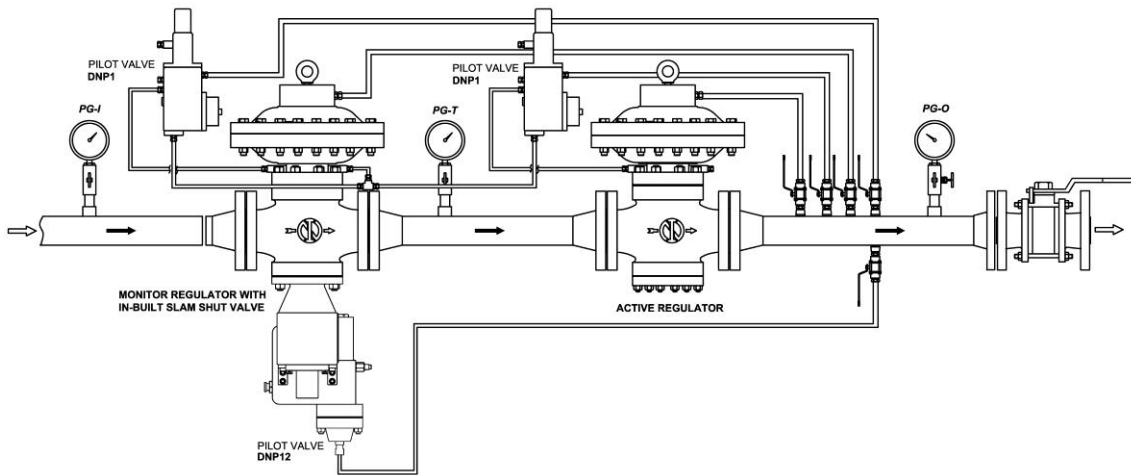 PILOT VALVE
DNP1
PILOT VALVE
DNP1
PG-I
PG-T
PG-O
MONITOR REGULATOR WITH
IN-BUILT SLAM SHUT VALVE
ACTIVE REGULATOR
PILOT VALVE
DNP12